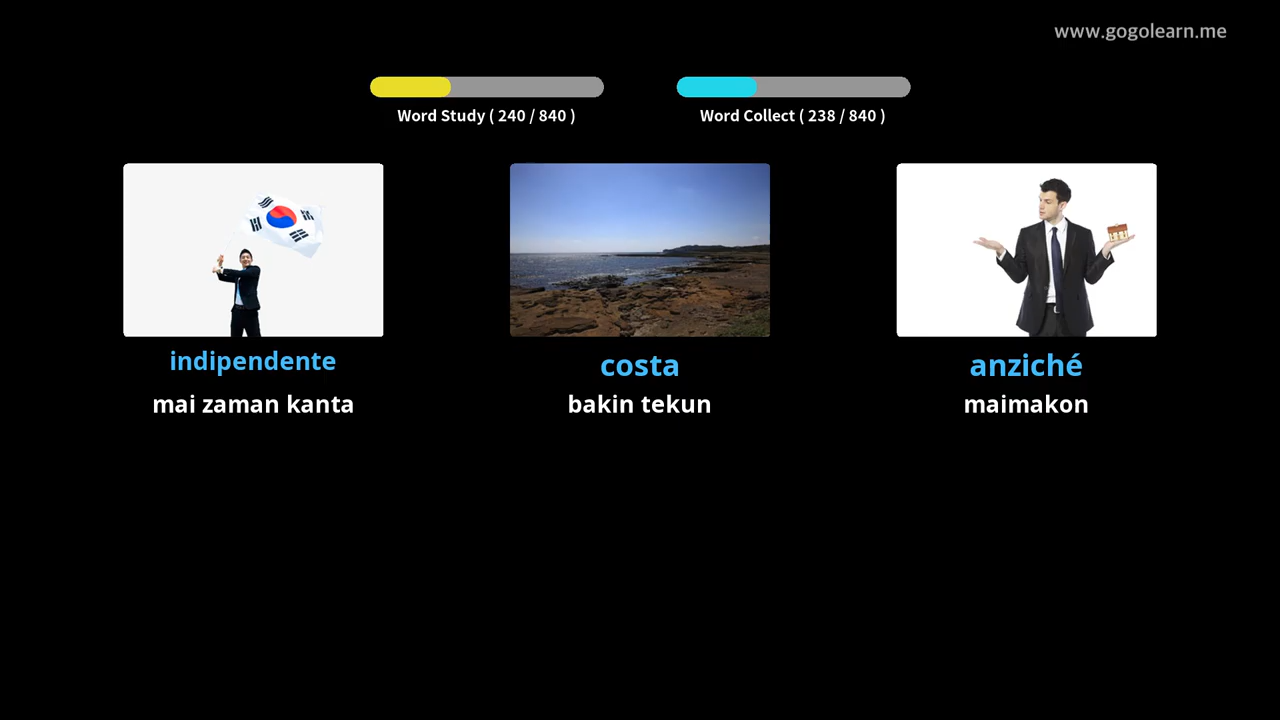 www.gogolearn.me
Word Study ( 240 / 840 )
Word Collect ( 238 / 840 )
indipendente
costa
anziché
mai zaman kanta
bakin tekun
maimakon